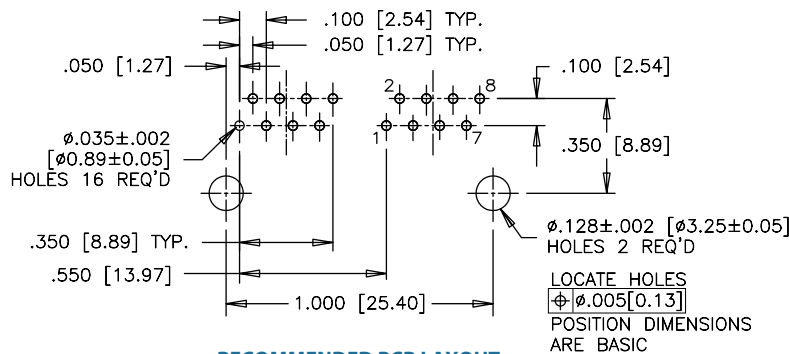 .100 [2.54] TYP.
.050 [1.27] TYP.
.050 [1.27]
.100 [2.54]
2
8
ø.035±.002
[ø0.89±0.05]
HOLES 16 REQ'D
1
7
.350 [8.89]
ø.128±.002 [ø3.25±0.05]
HOLES 2 REQ'D
.350 [8.89] TYP.
.550 [13.97]
1.000 [25.40]
LOCATE HOLES
⌖ ø.005[0.13]
POSITION DIMENSIONS
ARE BASIC
RECOMMENDED PCB LAYOUT